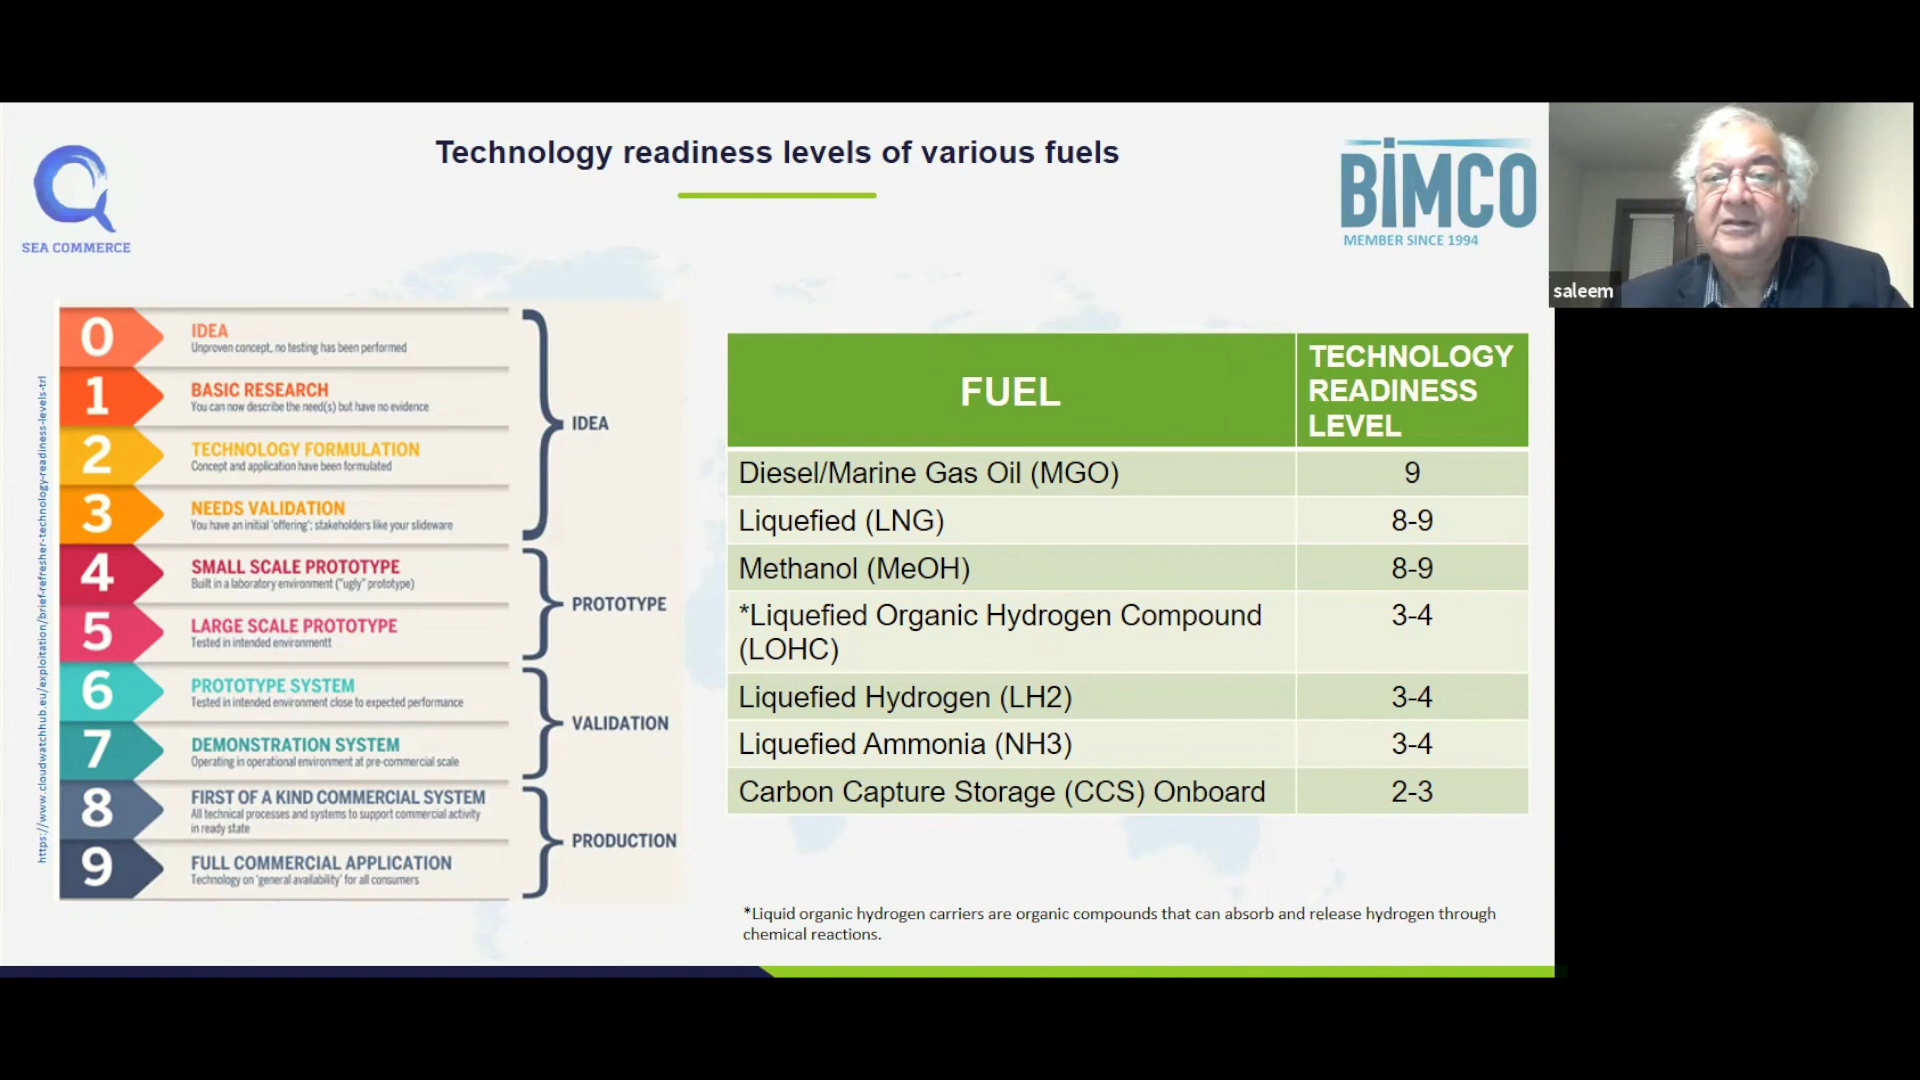 Technology readiness levels of various fuels
SEA COMMERCE
BIMCO
MEMBER SINCE 1994
saleem
https://www.cloudwatchhub.eu/exploitation/brief-refresher-technology-readiness-levels-trl
0
IDEA
Unproven concept, no testing has been performed
1
BASIC RESEARCH
You can now describe the need(s) but have no evidence
2
TECHNOLOGY FORMULATION
Concept and application have been formulated
3
NEEDS VALIDATION
You have an initial 'offering'; stakeholders like your slideware
IDEA
4
SMALL SCALE PROTOTYPE
Built in a laboratory environment ("ugly" prototype)
5
LARGE SCALE PROTOTYPE
Tested in intended environmentt
PROTOTYPE
6
PROTOTYPE SYSTEM
Tested in intended environment close to expected performance
7
DEMONSTRATION SYSTEM
Operating in operational environment at pre-commercial scale
VALIDATION
8
FIRST OF A KIND COMMERCIAL SYSTEM
All technical processes and systems to support commercial activity
in ready state
9
FULL COMMERCIAL APPLICATION
Technology on 'general availability' for all consumers
PRODUCTION
FUEL
TECHNOLOGY
READINESS
LEVEL
Diesel/Marine Gas Oil (MGO) 9
Liquefied (LNG) 8-9
Methanol (MeOH) 8-9
*Liquefied Organic Hydrogen Compound 3-4
(LOHC)
Liquefied Hydrogen (LH2) 3-4
Liquefied Ammonia (NH3) 3-4
Carbon Capture Storage (CCS) Onboard 2-3
*Liquid organic hydrogen carriers are organic compounds that can absorb and release hydrogen through
chemical reactions.